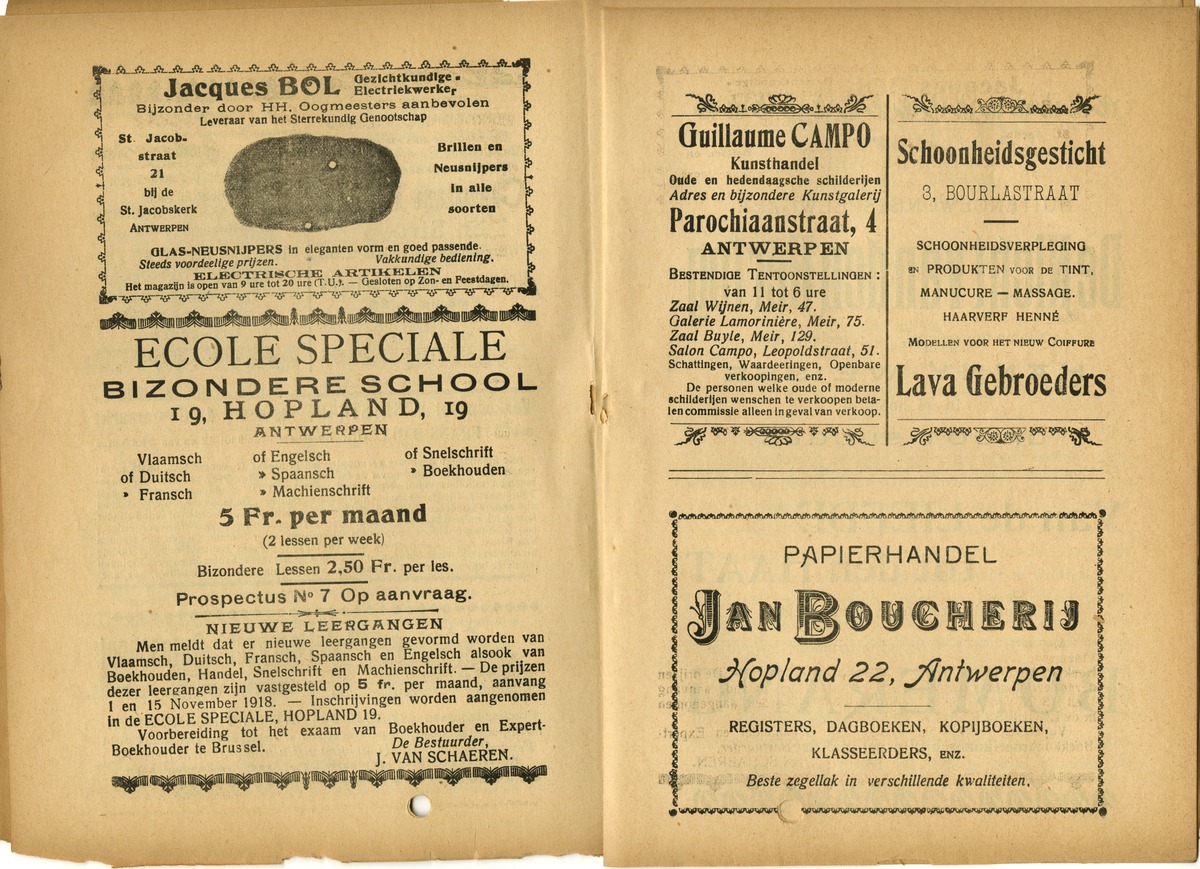 Jacques BOL Gezichtkundige -
Electriekwerker
Bijzonder door HH. Oogmeesters aanbevolen
Leveraar van het Sterrekundig Genootschap
St. Jacob-
straat
21
bij de
St. Jacobskerk
ANTWERPEN
Brillen en
Neusnijpers
in alle
soorten
GLAS-NEUSNIJPERS in eleganten vorm en goed passende.
Steeds voordeelige prijzen. Vakkundige bediening.
ELECTRISCHE ARTIKELEN
Het magazijn is open van 9 ure tot 20 ure (T.U.). — Gesloten op Zon- en Feestdagen.
ECOLE SPECIALE
BIZONDERE SCHOOL
19, HOPLAND, 19
ANTWERPEN
Vlaamsch of Engelsch of Snelschrift
of Duitsch » Spaansch » Boekhouden
» Fransch » Machienschrift
5 Fr. per maand
(2 lessen per week)
Bizondere Lessen 2,50 Fr. per les.
Prospectus No 7 Op aanvraag.
NIEUWE LEERGANGEN
Men meldt dat er nieuwe leergangen gevormd worden van
Vlaamsch, Duitsch, Fransch, Spaansch en Engelsch alsook van
Boekhouden, Handel, Snelschrift en Machienschrift. — De prijzen
dezer leergangen zijn vastgesteld op 5 fr. per maand, aanvang
1 en 15 November 1918. — Inschrijvingen worden aangenomen
in de ECOLE SPECIALE, HOPLAND 19.
Voorbereiding tot het exaam van Boekhouder en Expert-
Boekhouder te Brussel.
De Bestuurder,
J. VAN SCHAEREN.
Guillaume CAMPO
Kunsthandel
Oude en hedendaagsche schilderijen
Adres en bijzondere Kunstgalerij
Parochiaanstraat, 4
ANTWERPEN
BESTENDIGE TENTOONSTELLINGEN :
van 11 tot 6 ure
Zaal Wijnen, Meir, 47.
Galerie Lamorinière, Meir, 75.
Zaal Buyle, Meir, 129.
Salon Campo, Leopoldstraat, 51.
Schattingen, Waardeeringen, Openbare
verkoopingen, enz.
De personen welke oude of moderne
schilderijen wenschen te verkoopen beta-
len commissie alleen in geval van verkoop.
Schoonheidsgesticht
3, BOURLASTRAAT
SCHOONHEIDSVERPLEGING
EN PRODUKTEN VOOR DE TINT,
MANUCURE — MASSAGE.
HAARVERF HENNÉ
MODELLEN VOOR HET NIEUW COIFFURE
Lava Gebroeders
PAPIERHANDEL
JAN BOUCHERIJ
Hopland 22, Antwerpen
REGISTERS, DAGBOEKEN, KOPIJBOEKEN,
KLASSEERDERS, ENZ.
Beste zegellak in verschillende kwaliteiten.